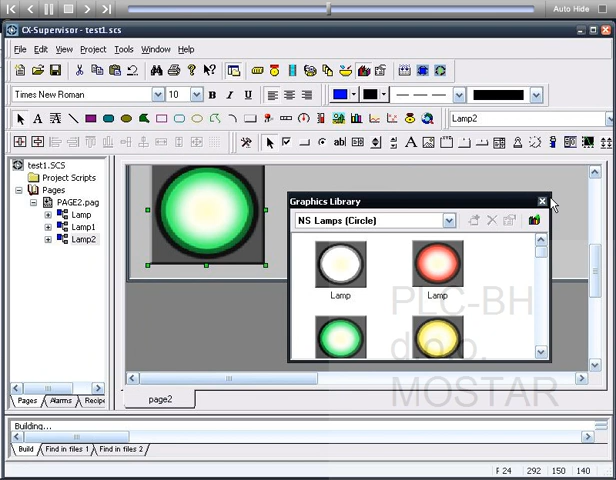 Auto Hide
CX-Supervisor - test1.scs
File Edit View Project Tools Window Help
Times New Roman 10 B I U
Lamp2
test1.SCS
Project Scripts
Pages
PAGE2.pag
Lamp
Lamp1
Lamp2
Pages Alarms Recipe
Graphics Library
NS Lamps (Circle)
Lamp Lamp
PLC-BH
d.o.o.
MOSTAR
page2
Building...
Build Find in files 1 Find in files 2
F 24 292 150 140